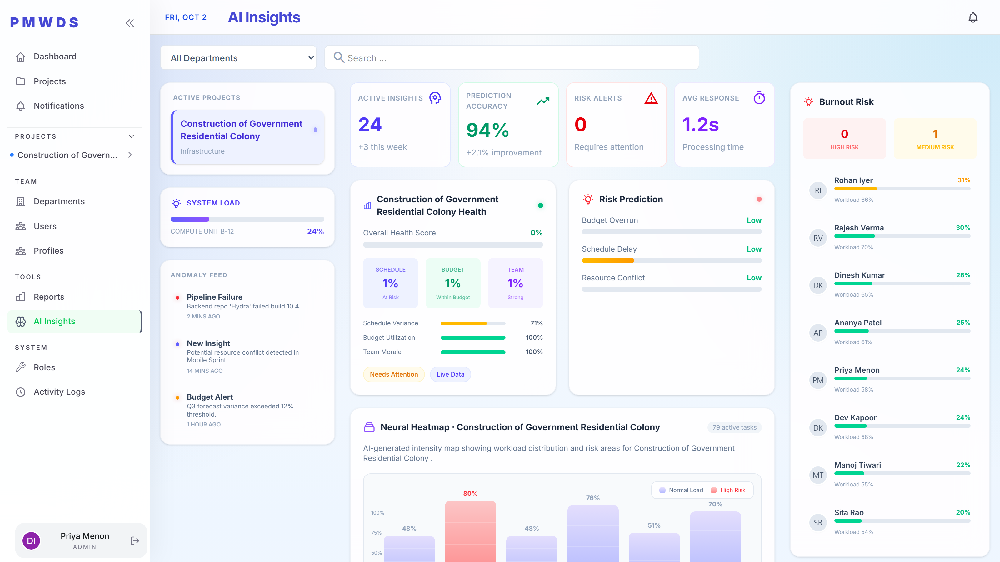 PMWDS
Dashboard
Projects
Notifications
PROJECTS
Construction of Govern...
TEAM
Departments
Users
Profiles
TOOLS
Reports
AI Insights
SYSTEM
Roles
Activity Logs
DI
Priya Menon
ADMIN
FRI, OCT 2
AI Insights
All Departments
Search ...
ACTIVE PROJECTS
Construction of Government
Residential Colony
Infrastructure
SYSTEM LOAD
COMPUTE UNIT B-12 24%
ANOMALY FEED
Pipeline Failure
Backend repo 'Hydra' failed build 10.4.
2 MINS AGO
New Insight
Potential resource conflict detected in
Mobile Sprint.
14 MINS AGO
Budget Alert
Q3 forecast variance exceeded 12%
threshold.
1 HOUR AGO
ACTIVE INSIGHTS
24
+3 this week
PREDICTION
ACCURACY
94%
+2.1% improvement
RISK ALERTS
0
Requires attention
AVG RESPONSE
1.2s
Processing time
Construction of Government
Residential Colony Health
Overall Health Score 0%
SCHEDULE
1%
At Risk
BUDGET
1%
Within Budget
TEAM
1%
Strong
Schedule Variance 71%
Budget Utilization 100%
Team Morale 100%
Needs Attention
Live Data
Risk Prediction
Budget Overrun Low
Schedule Delay Low
Resource Conflict Low
Neural Heatmap · Construction of Government Residential Colony
79 active tasks
AI-generated intensity map showing workload distribution and risk areas for Construction of Government
Residential Colony .
Normal Load High Risk
100%
75%
50%
48%
80%
48%
76%
51%
70%
Burnout Risk
0
HIGH RISK
1
MEDIUM RISK
RI
Rohan Iyer 31%
Workload 66%
RV
Rajesh Verma 30%
Workload 70%
DK
Dinesh Kumar 28%
Workload 65%
AP
Ananya Patel 25%
Workload 61%
PM
Priya Menon 24%
Workload 58%
DK
Dev Kapoor 24%
Workload 58%
MT
Manoj Tiwari 22%
Workload 55%
SR
Sita Rao 20%
Workload 54%